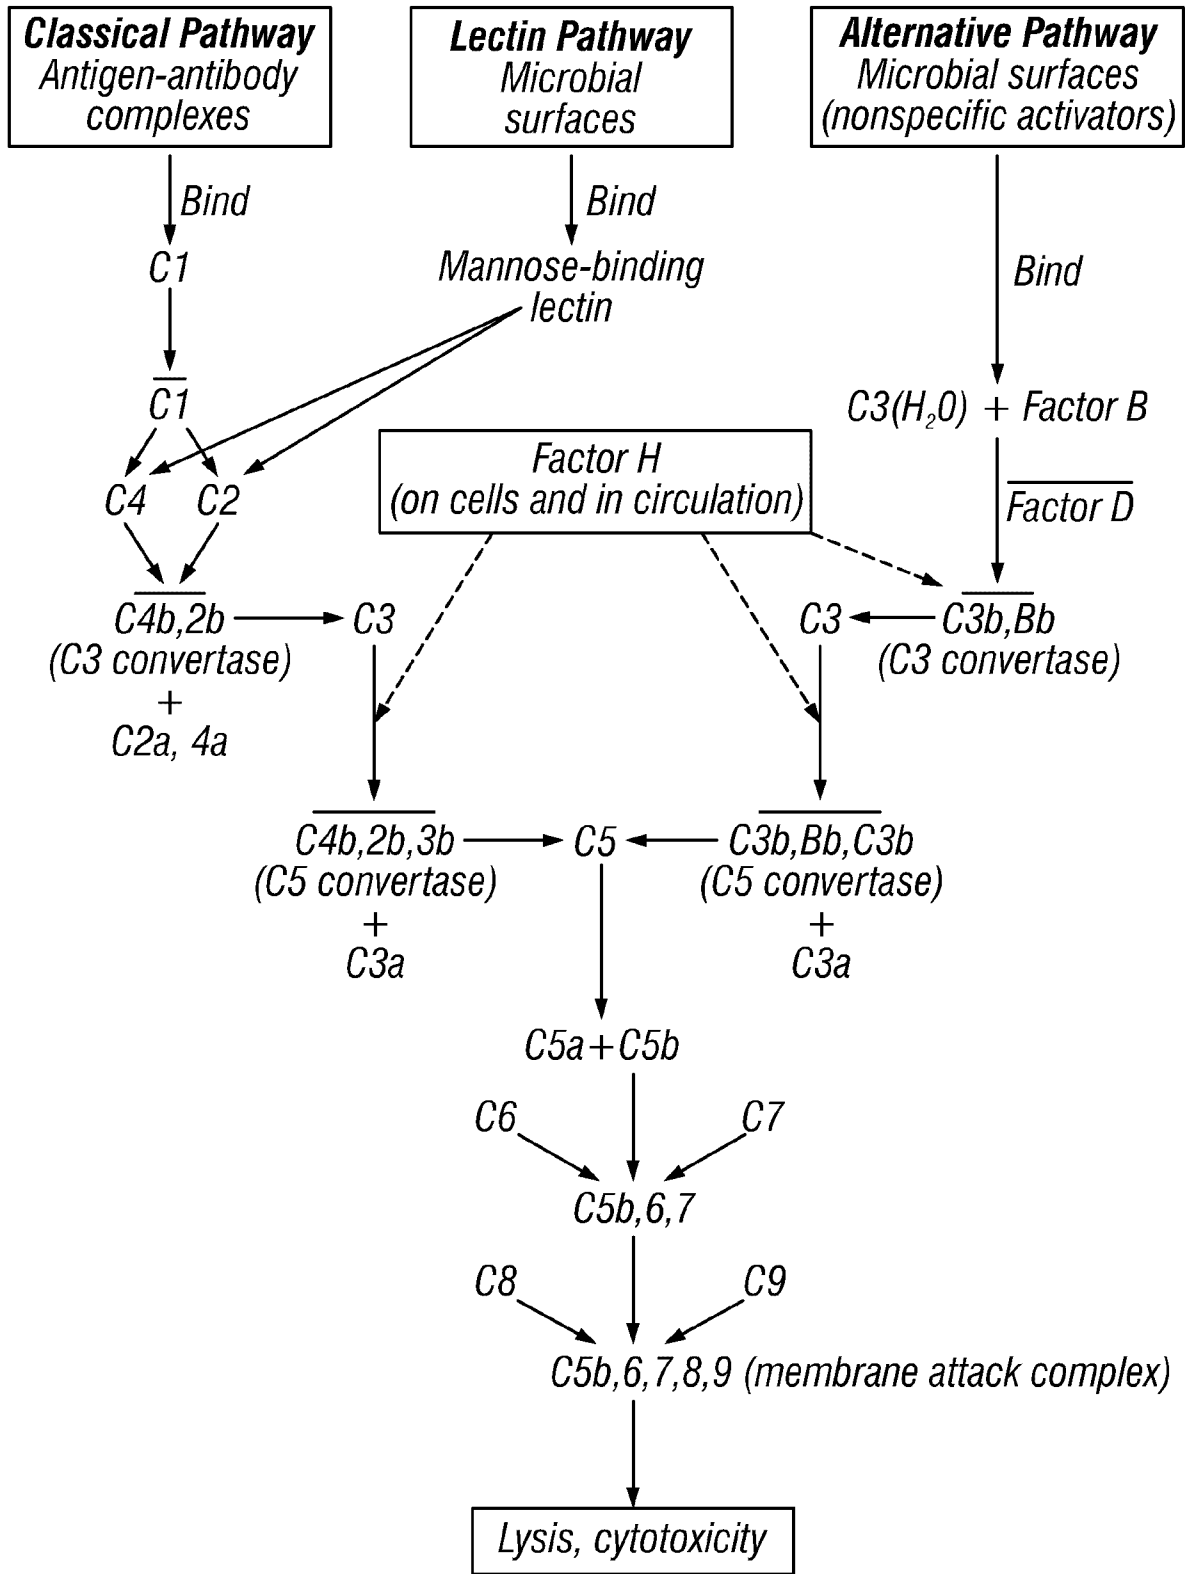 Classical Pathway
Antigen-antibody
complexes
Lectin Pathway
Microbial
surfaces
Alternative Pathway
Microbial surfaces
(nonspecific activators)
Bind
Bind
Bind
C1
Mannose-binding
lectin
C1
C3(H₂0) + Factor B
Factor H
(on cells and in circulation)
C4
C2
Factor D
C4b,2b
(C3 convertase)
+
C2a, 4a
C3
C3
C3b,Bb
(C3 convertase)
C4b,2b,3b
(C5 convertase)
+
C3a
C5
C3b,Bb,C3b
(C5 convertase)
+
C3a
C5a+C5b
C6
C7
C5b,6,7
C8
C9
C5b,6,7,8,9 (membrane attack complex)
Lysis, cytotoxicity